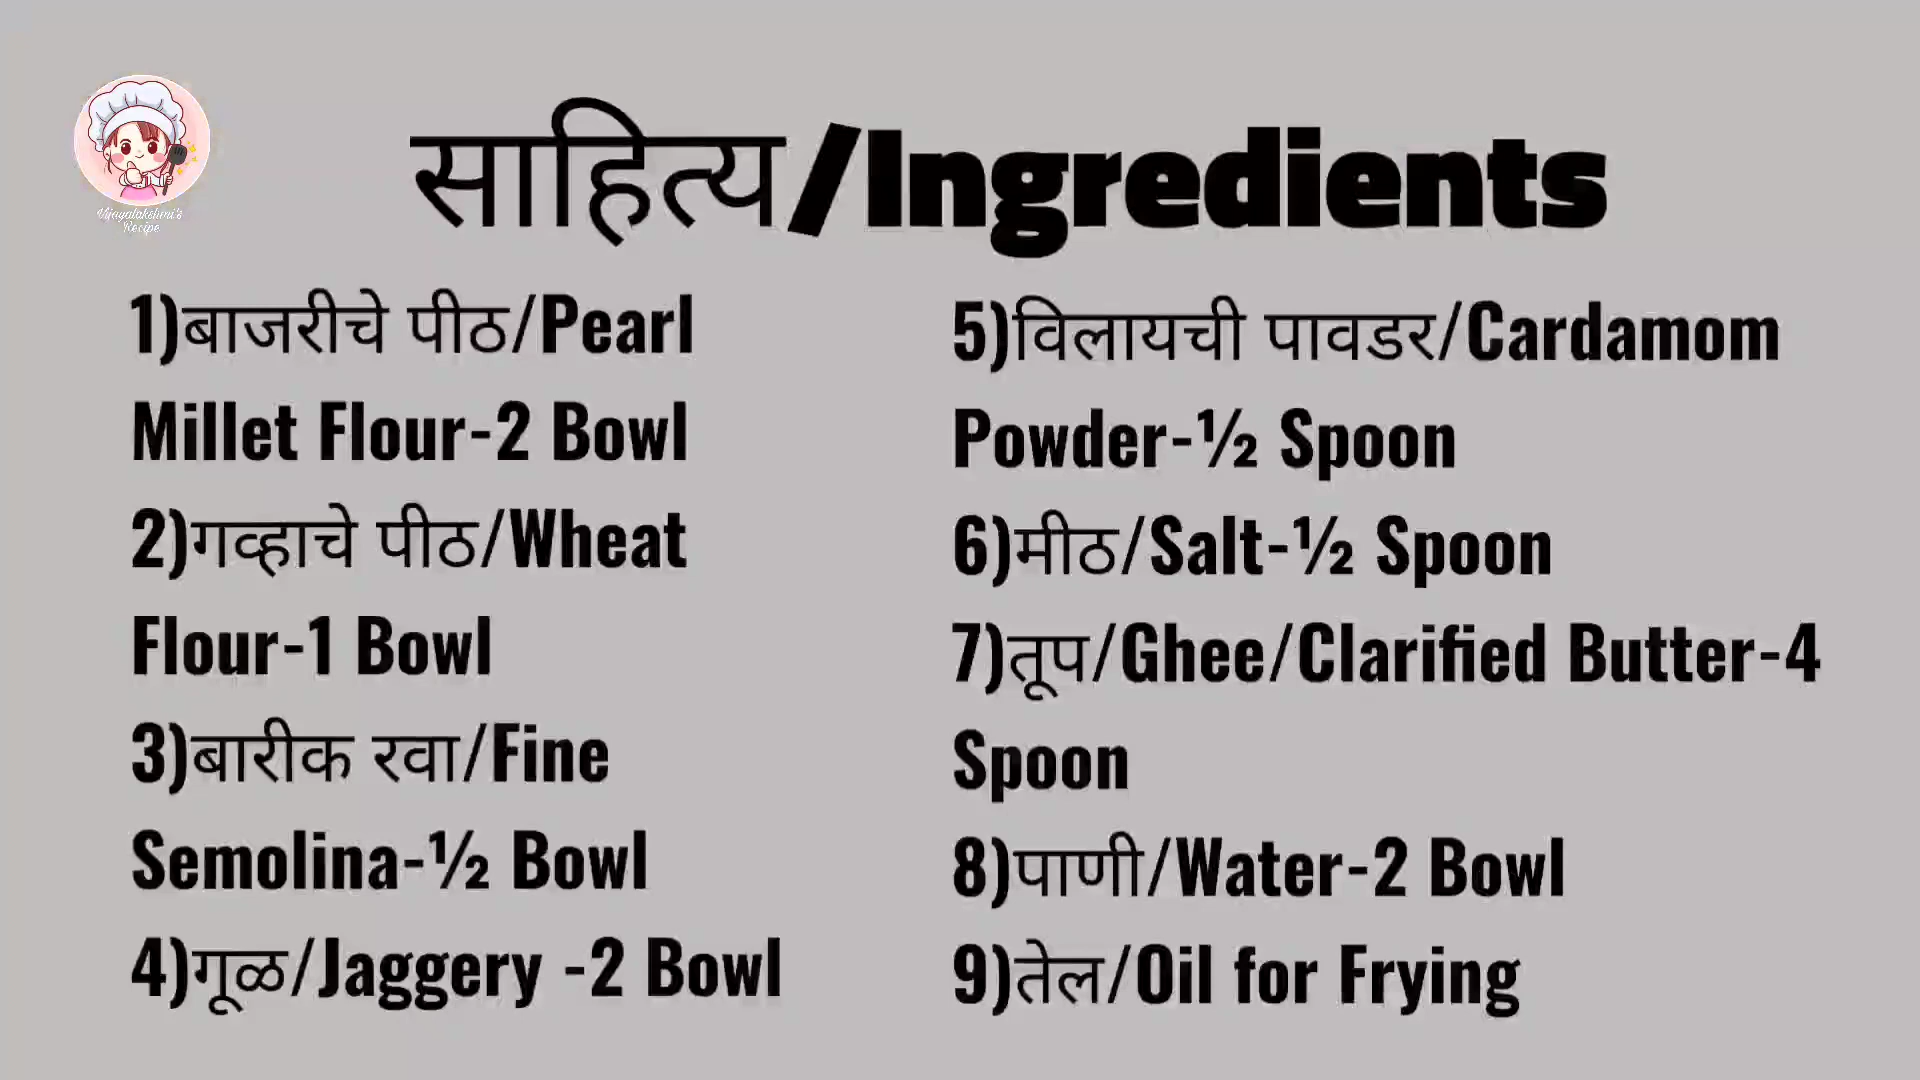 Vijayalakshmi's
Recipe
साहित्य/Ingredients
1)बाजरीचे पीठ/Pearl
Millet Flour-2 Bowl
2)गव्हाचे पीठ/Wheat
Flour-1 Bowl
3)बारीक रवा/Fine
Semolina-½ Bowl
4)गूळ/Jaggery -2 Bowl
5)विलायची पावडर/Cardamom
Powder-½ Spoon
6)मीठ/Salt-½ Spoon
7)तूप/Ghee/Clarified Butter-4
Spoon
8)पाणी/Water-2 Bowl
9)तेल/Oil for Frying